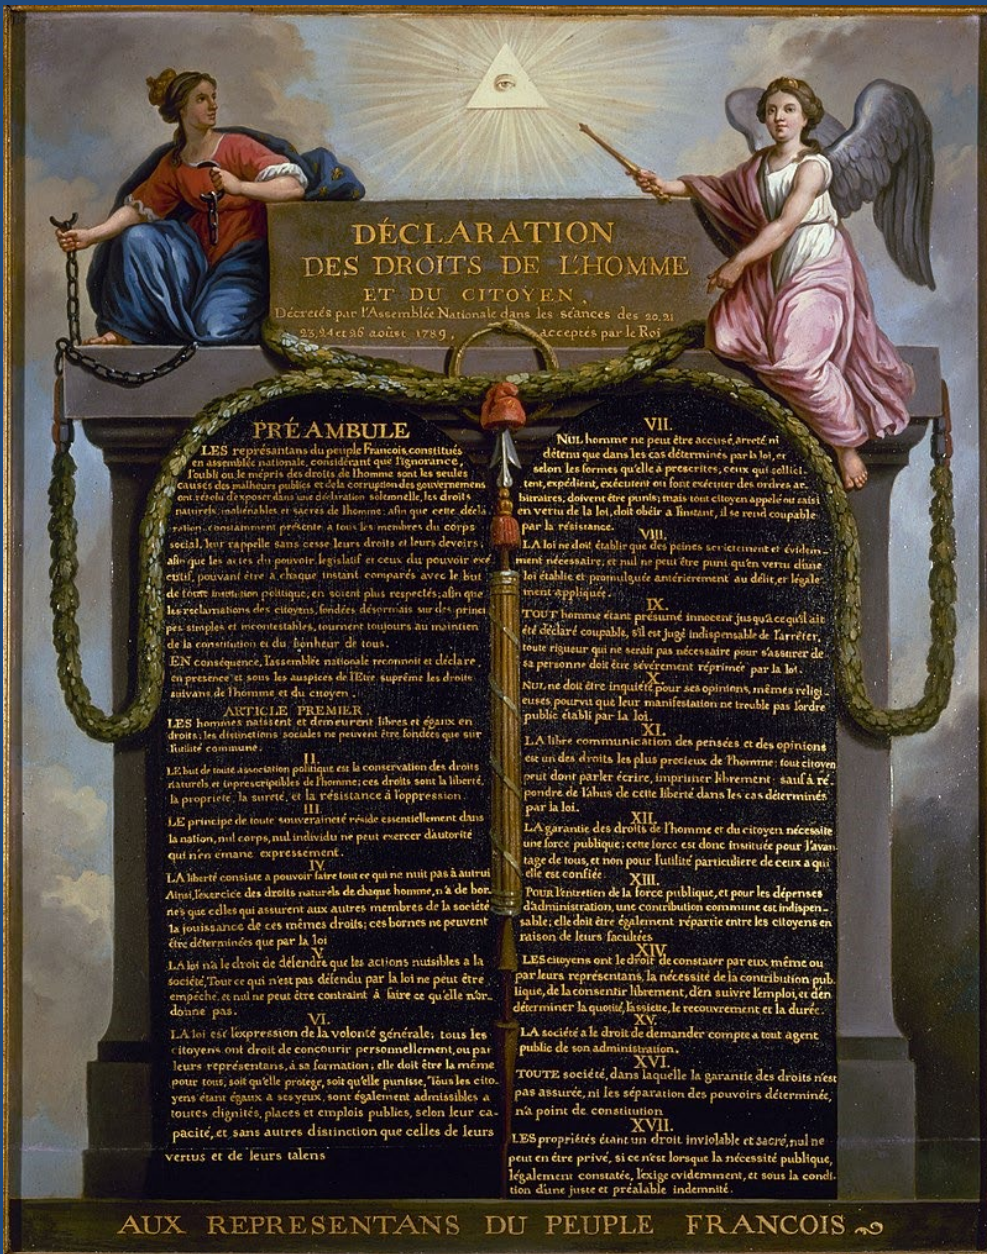 DÉCLARATION
DES DROITS DE L'HOMME
ET DU CITOYEN,
Décretés par l'Assemblée Nationale dans les séances des 20, 21
23, 24 et 26 août 1789, acceptés par le Roi
PRÉAMBULE
LES représantans du peuple François, constitués
en assemblée nationale, considérant que l'ignorance,
l'oubli ou le mépris des droits de l'homme sont les seules
causes des malheurs publics et de la corruption des gouvernemens
ont résolu d'exposer dans une déclaration solemnelle, les droits
naturels, inaliénables et sacrés de l'homme: afin que cette décla
ration, constamment présente a tous les membres du corps
social, leur rappelle sans cesse leurs droits et leurs devoirs,
afin que les actes du pouvoir legislatif et ceux du pouvoir exé
cutif, pouvant être a chaque instant comparés avec le but
de toute institution politique, en soient plus respectés; afin que
les reclamations des citoyens, fondées désormais sur des princi
pes simples et incontestables, tournent toujours au maintien
de la constitution et du bonheur de tous.
EN conséquence, l'assemblée nationale reconnoit et déclare,
en presence et sous les auspices de l'Etre suprême les droits
suivans de l'homme et du citoyen.
ARTICLE PREMIER
LES hommes naissent et demeurent libres et égaux en
droits; les distinctions sociales ne peuvent être fondées que sur
l'utilité commune.
II.
LE but de toute association politique est la conservation des droits
naturels et inprescriptibles de l'homme; ces droits sont la liberté,
la propriété, la sureté, et la résistance à l'oppression.
III.
LE principe de toute souveraineté réside essentiellement dans
la nation, nul corps, nul individu ne peut exercer d'autorité
qui n'en émane expressément.
IV.
LA liberté consiste a pouvoir faire tout ce qui ne nuit pas à autrui
Ainsi, l'exercice des droits naturels de chaque homme, n'a de bor-
nes que celles qui assurent aux autres membres de la société
la jouissance de ces mêmes droits; ces bornes ne peuvent
être déterminées que par la loi
V.
LA loi n'a le droit de défendre que les actions nuisibles a la
société, Tout ce qui n'est pas défendu par la loi ne peut être
empêché, et nul ne peut être contraint à faire ce qu'elle n'or-
donne pas.
VI.
LA loi est l'expression de la volonté générale; tous les
citoyens ont droit de concourir personnellement, ou par
leurs représentans, à sa formation; elle doit être la même
pour tous, soit qu'elle protege, soit qu'elle punisse, Tous les cito-
yens étant égaux a ses yeux, sont également admissibles a
toutes dignités, places et emplois publics, selon leur ca-
pacité, et sans autres distinction que celles de leurs
vertus et de leurs talens
VII.
NUL homme ne peut être accusé, arreté ni
détenu que dans les cas déterminés par la loi, et
selon les formes qu'elle à prescrites, ceux qui sollici-
tent, expédient, exécutent ou font exécuter des ordres ar-
bitraires, doivent être punis; mais tout citoyen appelé ou saisi
en vertu de la loi, doit obéir a l'instant, il se rend coupable
par la résistance.
VIII.
LA loi ne doit établir que des peines strictement et évidem-
ment nécessaire, et nul ne peut être puni qu'en vertu d'une
loi établie et promulguée antérierement au délit, et légale
ment appliquée.
IX.
TOUT homme étant présumé innocent jusqu'a ce qu'il ait
été déclaré coupable, s'il est jugé indispensable de l'arrêter,
toute rigueur qui ne serait pas nécessaire pour s'assurer de
sa personne doit être sévèrement réprimée par la loi.
X.
NUL ne doit être inquiété pour ses opinions, mêmes religi-
euses, pourvu que leur manifestation ne trouble pas l'ordre
public établi par la loi.
XI.
LA libre communication des pensées et des opinions
est un des droits les plus precieux de l'homme; tout citoyen
peut donc parler écrire, imprimer librement; sauf à ré
pondre de l'abus de cette liberté dans les cas déterminés
par la loi.
XII.
LA garantie des droits de l'homme et du citoyen nécessite
une force publique; cette force est donc instituée pour l'avan
tage de tous, et non pour l'utilité particuliere de ceux a qui
elle est confiée.
XIII.
POUR l'entretien de la force publique, et pour les dépenses
d'administration, une contribution commune est indispen-
sable; elle doit être également répartie entre les citoyens en
raison de leurs facultées
XIV.
LES citoyens ont le droit de constater par eux même ou
par leurs représentans, la nécessité de la contribution pub-
lique, de la consentir librement, d'en suivre l'emploi, et d'en
déterminer la quotité, l'assiette, le recouvrement et la durée.
XV.
LA société a le droit de demander compte a tout agent
public de son administration.
XVI.
TOUTE société, dans laquelle la garantie des droits n'est
pas assurée, ni les séparation des pouvoirs déterminée,
n'a point de constitution
XVII.
LES propriétés étant un droit inviolable et sacré, nul ne
peut en être privé, si ce n'est lorsque la nécessité publique,
légalement constatée, l'exige evidemment, et sous la condi-
tion d'une juste et préalable indemnité.
AUX REPRESENTANS DU PEUPLE FRANCOIS